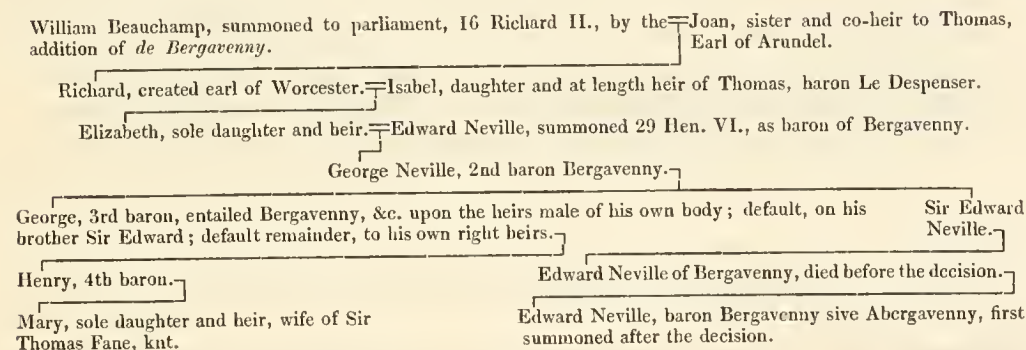 William Beauchamp, summoned to parliament, 16 Richard II., by the
addition of de Bergavenny.
Joan, sister and co-heir to Thomas,
Earl of Arundel.
Richard, created earl of Worcester. Isabel, daughter and at length heir of Thomas, baron Le Despenser.
Elizabeth, sole daughter and heir. Edward Neville, summoned 29 Hen. VI., as baron of Bergavenny.
George Neville, 2nd baron Bergavenny.
George, 3rd baron, entailed Bergavenny, &c. upon the heirs male of his own body; default, on his
brother Sir Edward; default remainder, to his own right heirs.
Sir Edward
Neville.
Henry, 4th baron.
Edward Neville of Bergavenny, died before the decision.
Mary, sole daughter and heir, wife of Sir
Thomas Fane, knt.
Edward Neville, baron Bergavenny sive Abergavenny, first
summoned after the decision.